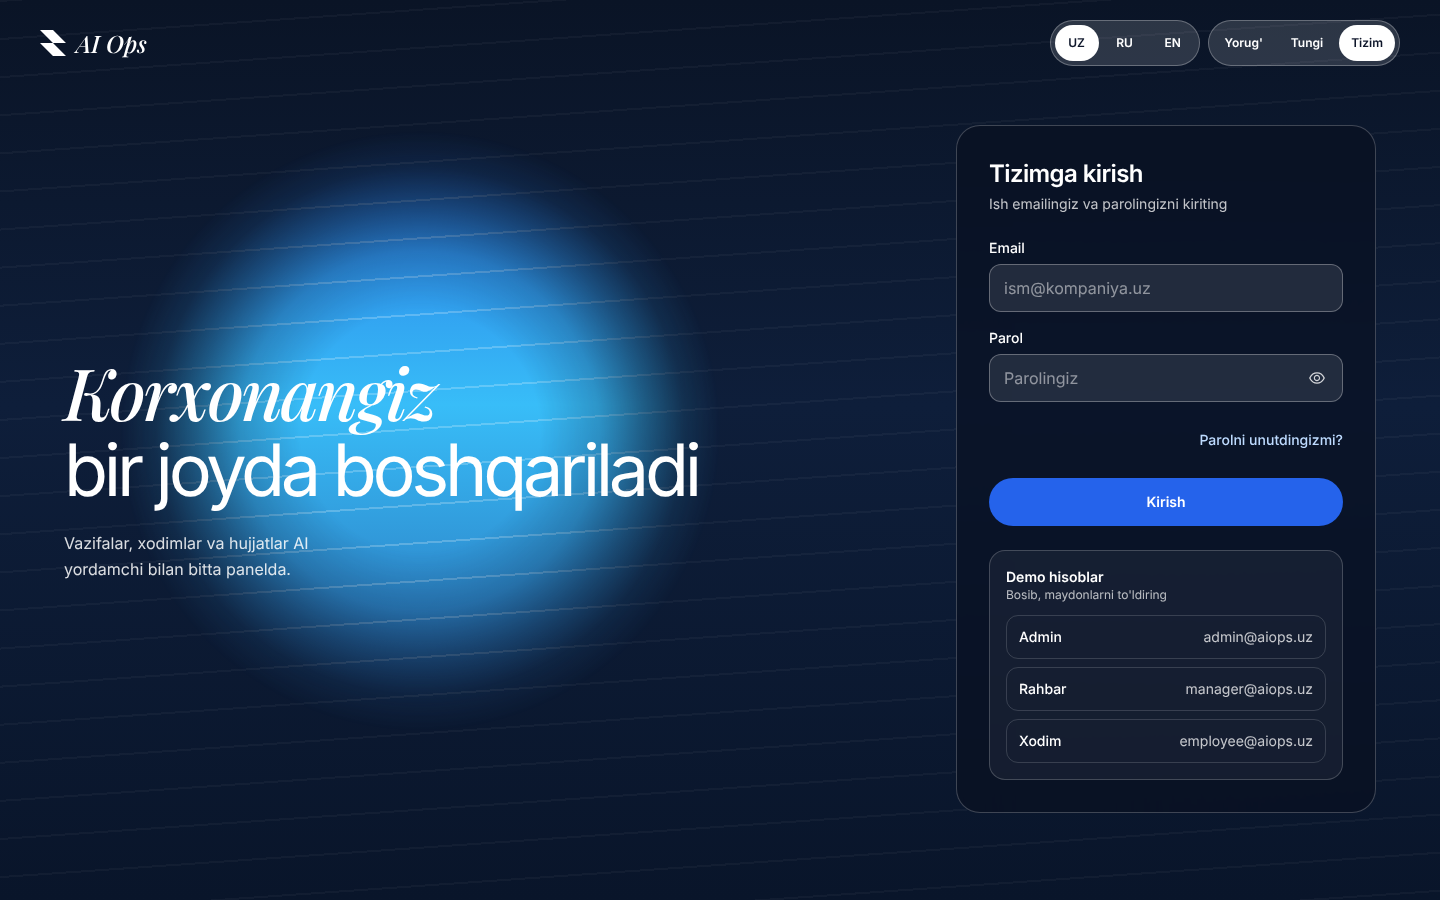 AI Ops
UZ RU EN
Yorug' Tungi Tizim
Korxonangiz
bir joyda boshqariladi
Vazifalar, xodimlar va hujjatlar AI
yordamchi bilan bitta panelda.
Tizimga kirish
Ish emailingiz va parolingizni kiriting
Email
ism@kompaniya.uz
Parol
Parolingiz
Parolni unutdingizmi?
Kirish
Demo hisoblar
Bosib, maydonlarni to'ldiring
Admin admin@aiops.uz
Rahbar manager@aiops.uz
Xodim employee@aiops.uz